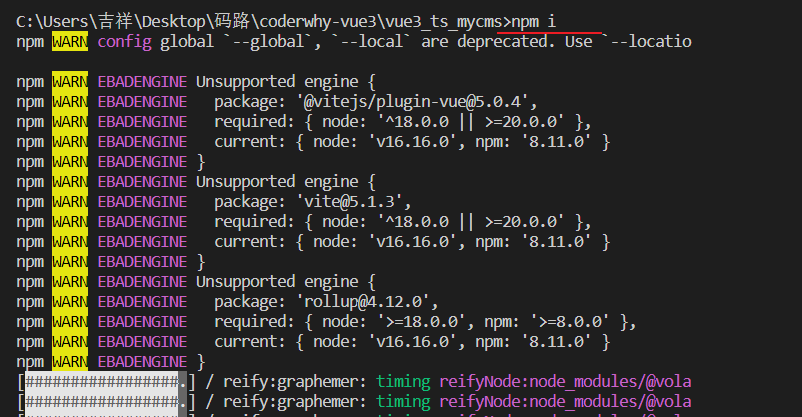 C:\Users\吉祥\Desktop\码路\coderwhy-vue3\vue3_ts_mycms>npm i
npm WARN config global `--global`, `--local` are deprecated. Use `--locatio
npm WARN EBADENGINE Unsupported engine {
npm WARN EBADENGINE   package: '@vitejs/plugin-vue@5.0.4',
npm WARN EBADENGINE   required: { node: '^18.0.0 || >=20.0.0' },
npm WARN EBADENGINE   current: { node: 'v16.16.0', npm: '8.11.0' }
npm WARN EBADENGINE }
npm WARN EBADENGINE Unsupported engine {
npm WARN EBADENGINE   package: 'vite@5.1.3',
npm WARN EBADENGINE   required: { node: '^18.0.0 || >=20.0.0' },
npm WARN EBADENGINE   current: { node: 'v16.16.0', npm: '8.11.0' }
npm WARN EBADENGINE }
npm WARN EBADENGINE Unsupported engine {
npm WARN EBADENGINE   package: 'rollup@4.12.0',
npm WARN EBADENGINE   required: { node: '>=18.0.0', npm: '>=8.0.0' },
npm WARN EBADENGINE   current: { node: 'v16.16.0', npm: '8.11.0' }
npm WARN EBADENGINE }
[#################.] / reify:graphemer: timing reifyNode:node_modules/@vola
[#################.] / reify:graphemer: timing reifyNode:node_modules/@vola